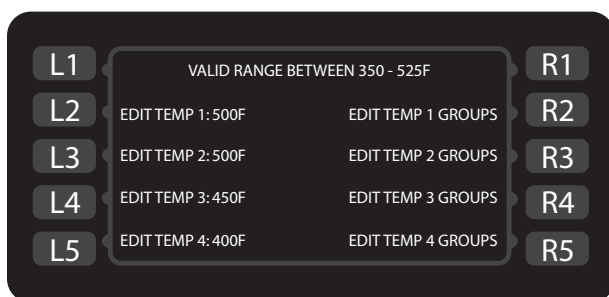 L1 VALID RANGE BETWEEN 350 - 525F R1
L2 EDIT TEMP 1: 500F EDIT TEMP 1 GROUPS R2
L3 EDIT TEMP 2: 500F EDIT TEMP 2 GROUPS R3
L4 EDIT TEMP 3: 450F EDIT TEMP 3 GROUPS R4
L5 EDIT TEMP 4: 400F EDIT TEMP 4 GROUPS R5